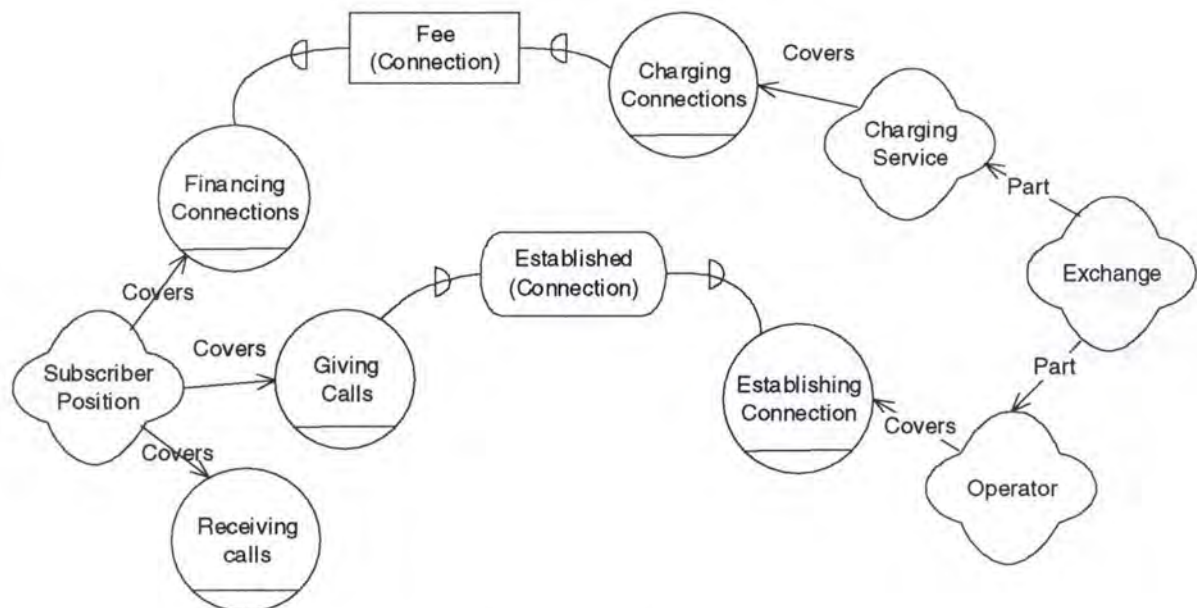 Fee
(Connection)
Charging
Connections
Covers
Charging
Service
Financing
Connections
Part
Exchange
Established
(Connection)
Covers
Subscriber
Position
Covers
Giving
Calls
Establishing
Connection
Part
Covers
Operator
Covers
Receiving
calls